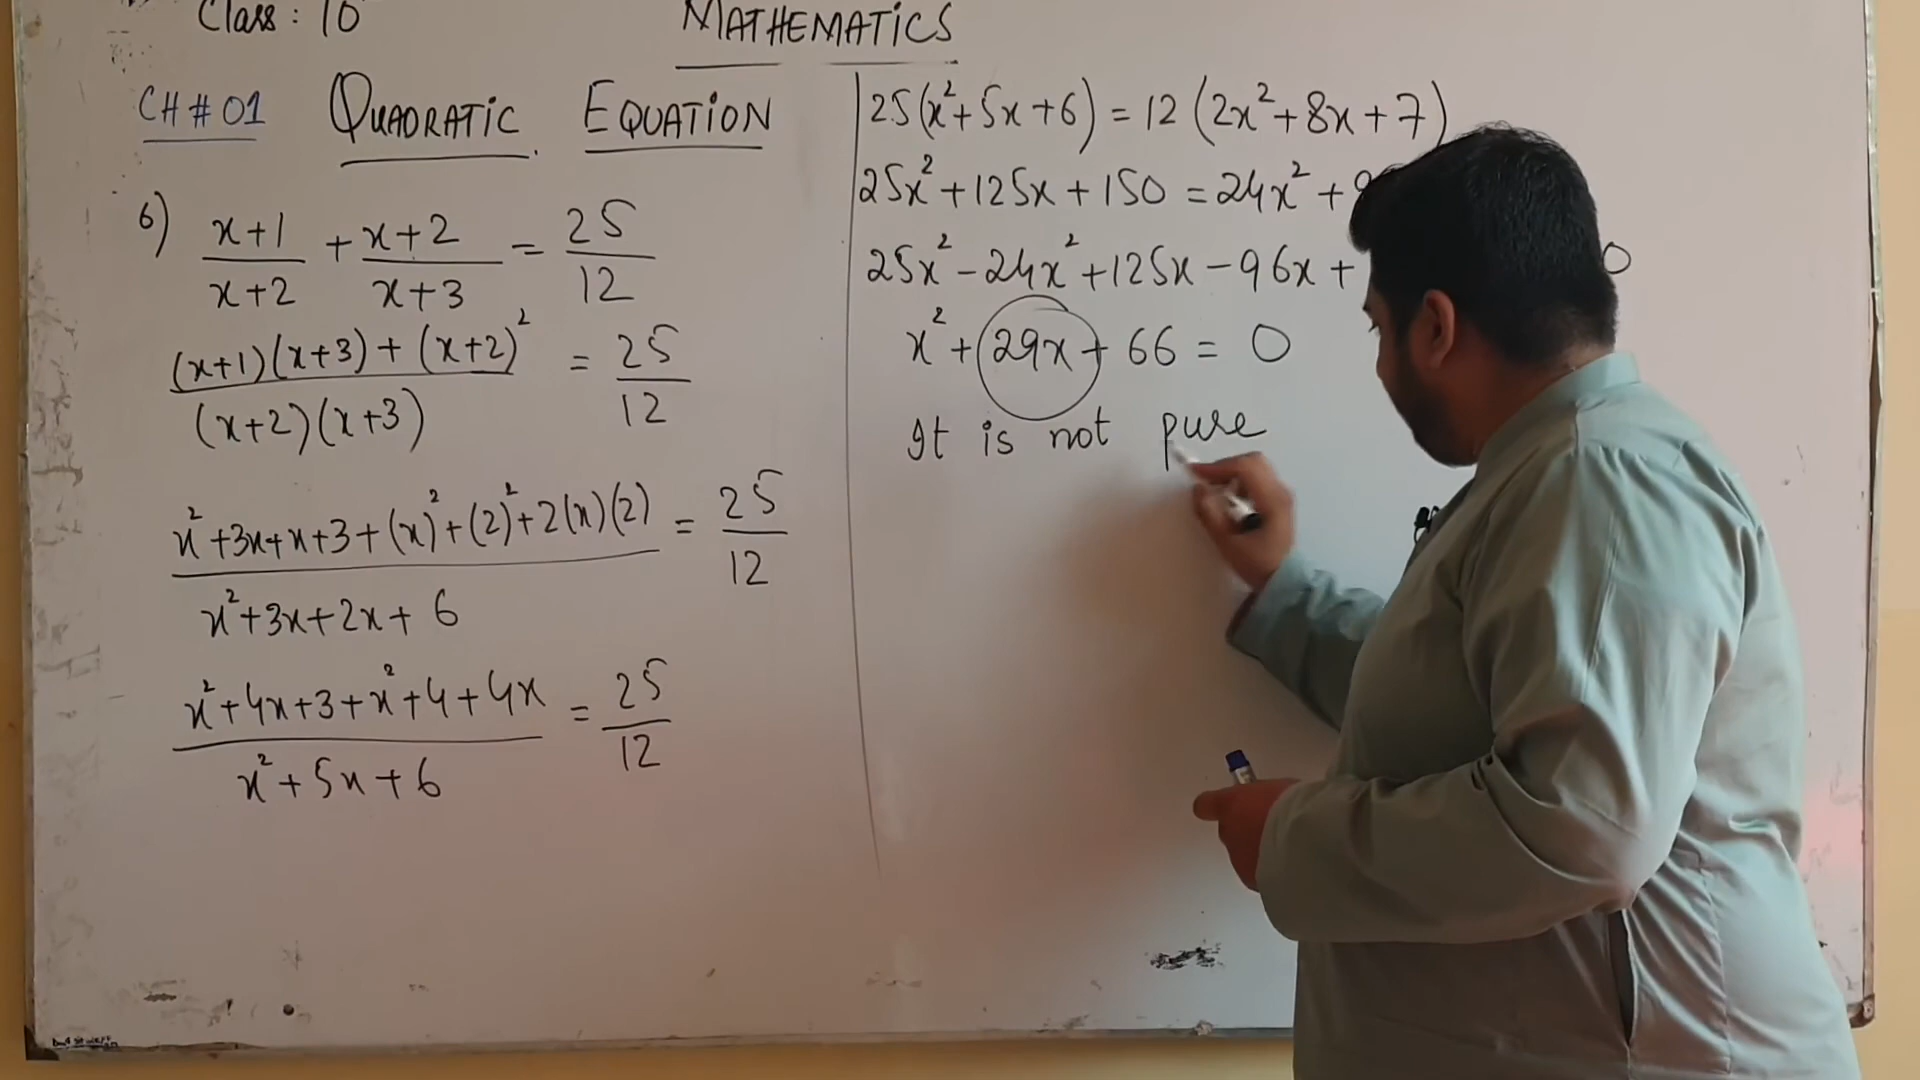 Class : 10
MATHEMATICS
CH # 01 QUADRATIC EQUATION
6) x+1/x+2 + x+2/x+3 = 25/12
(x+1)(x+3) + (x+2)²/(x+2)(x+3) = 25/12
x²+3x+x+3+(x)²+(2)²+2(x)(2)/x²+3x+2x+6 = 25/12
x²+4x+3+x²+4+4x/x²+5x+6 = 25/12
25(x²+5x+6) = 12(2x²+8x+7)
25x²+125x+150 = 24x²+9
25x²-24x²+125x-96x+ 0
x²+29x+66 = 0
It is not pure